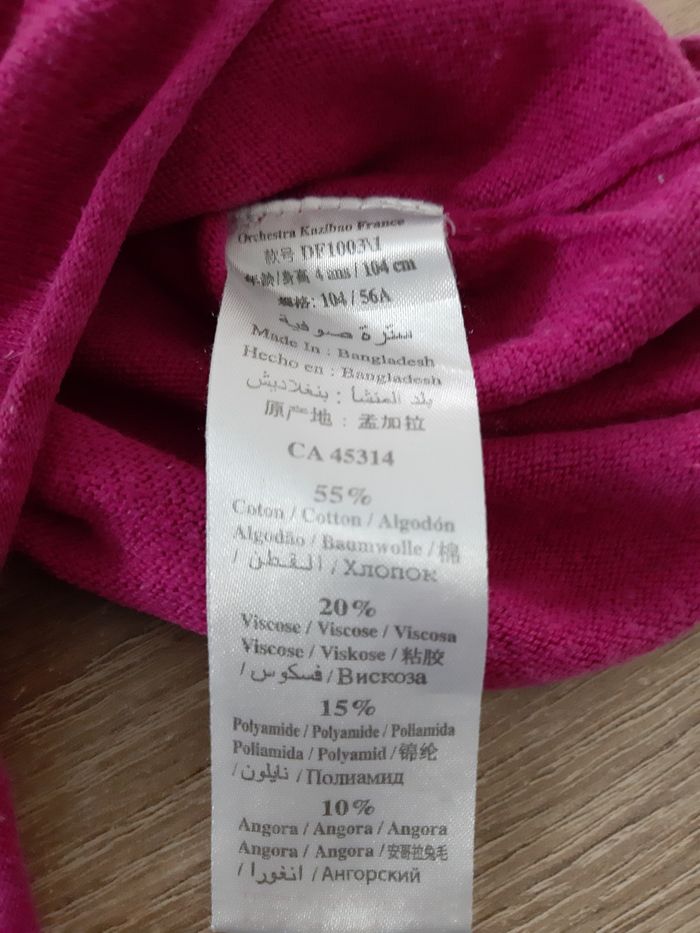 Orchestra Kazibao France
款号 DF1003\1
年龄/身高 4 ans / 104 cm
规格: 104 / 56A
سترة صوفية
Made In : Bangladesh
Hecho en : Bangladesh
بلد المنشأ : بنغلاديش
原产地 : 孟加拉
CA 45314
55%
Coton / Cotton / Algodón
Algodão / Baumwolle / 棉
/ القطن / Хлопок
20%
Viscose / Viscose / Viscosa
Viscose / Viskose / 粘胶
/ فسكوس / Вискоза
15%
Polyamide / Polyamide / Poliamida
Poliamida / Polyamid / 锦纶
/ نايلون / Полиамид
10%
Angora / Angora / Angora
Angora / Angora / 安哥拉兔毛
/ انغورا / Ангорский